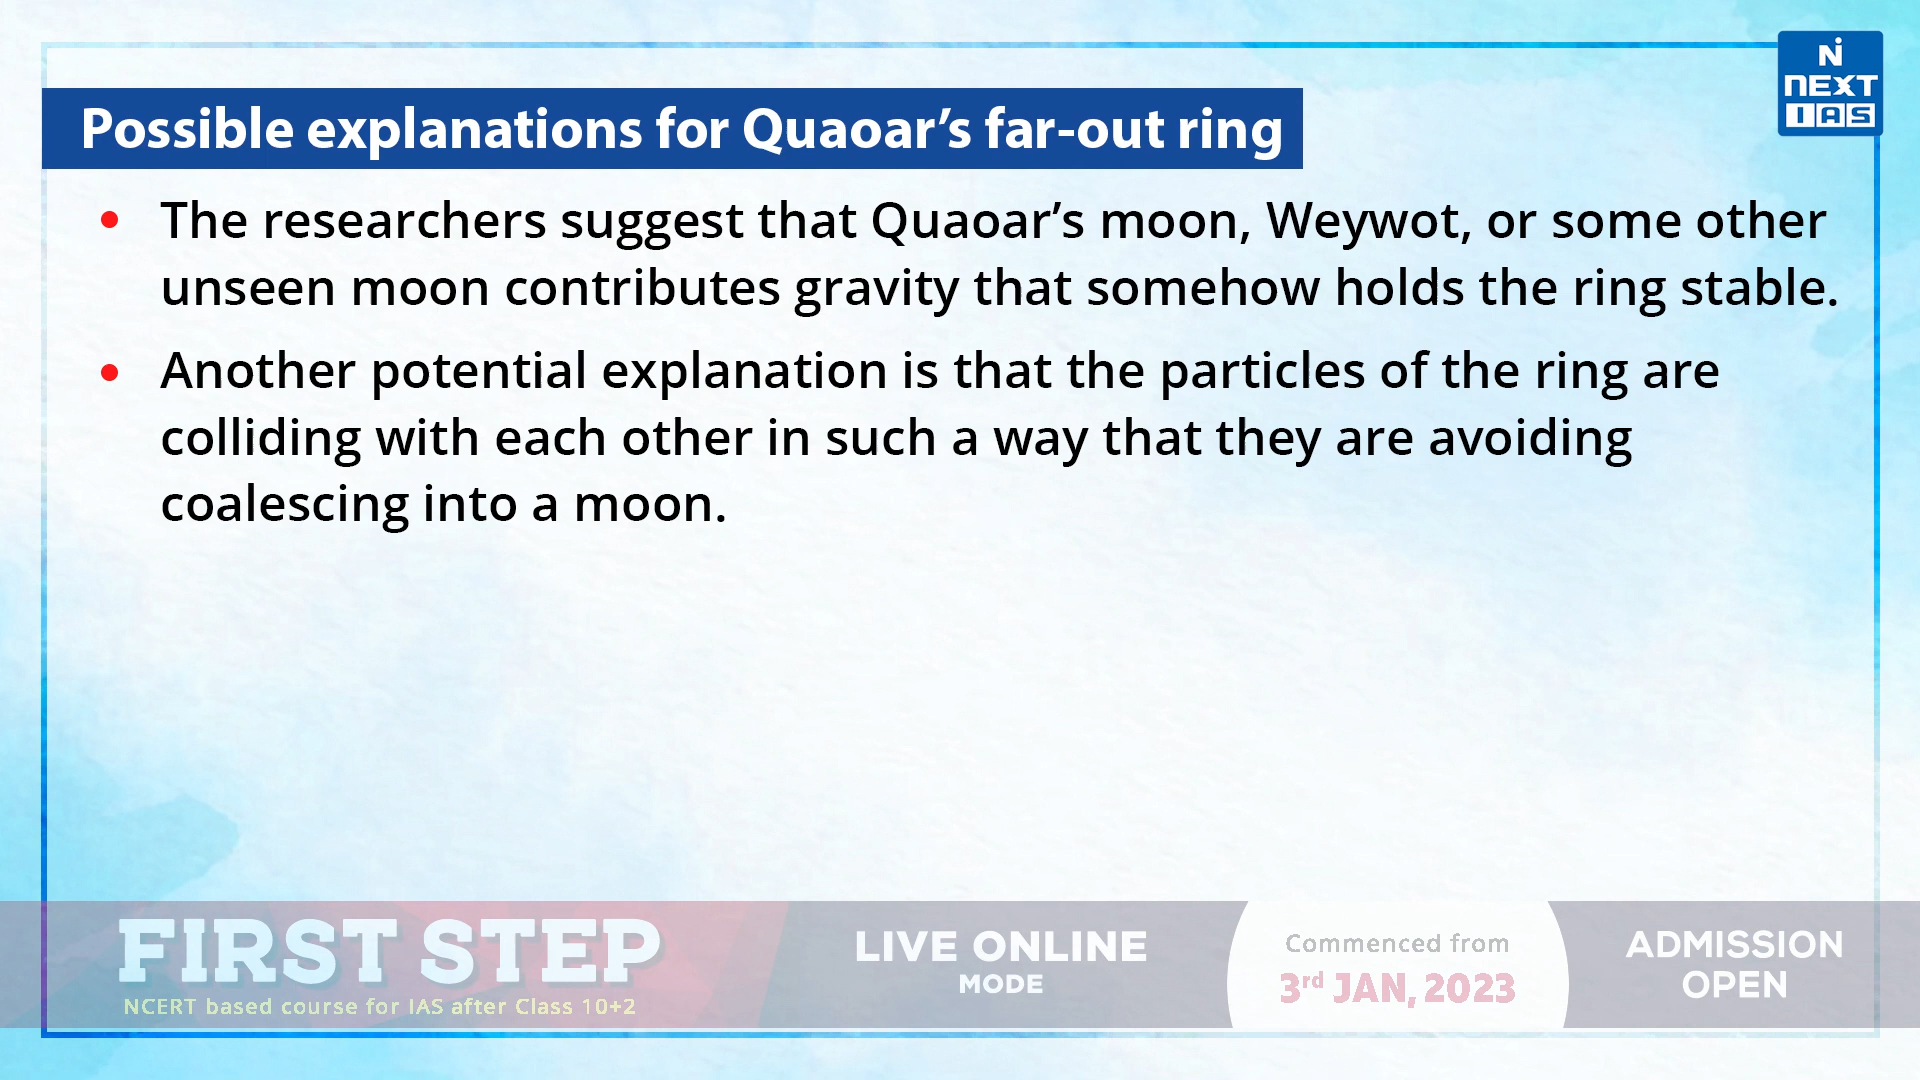 Possible explanations for Quaoar’s far-out ring
N
NEXT
IAS
• The researchers suggest that Quaoar’s moon, Weywot, or some other
unseen moon contributes gravity that somehow holds the ring stable.
• Another potential explanation is that the particles of the ring are
colliding with each other in such a way that they are avoiding
coalescing into a moon.
FIRST STEP
NCERT based course for IAS after Class 10+2
LIVE ONLINE
MODE
Commenced from
3rd JAN, 2023
ADMISSION
OPEN